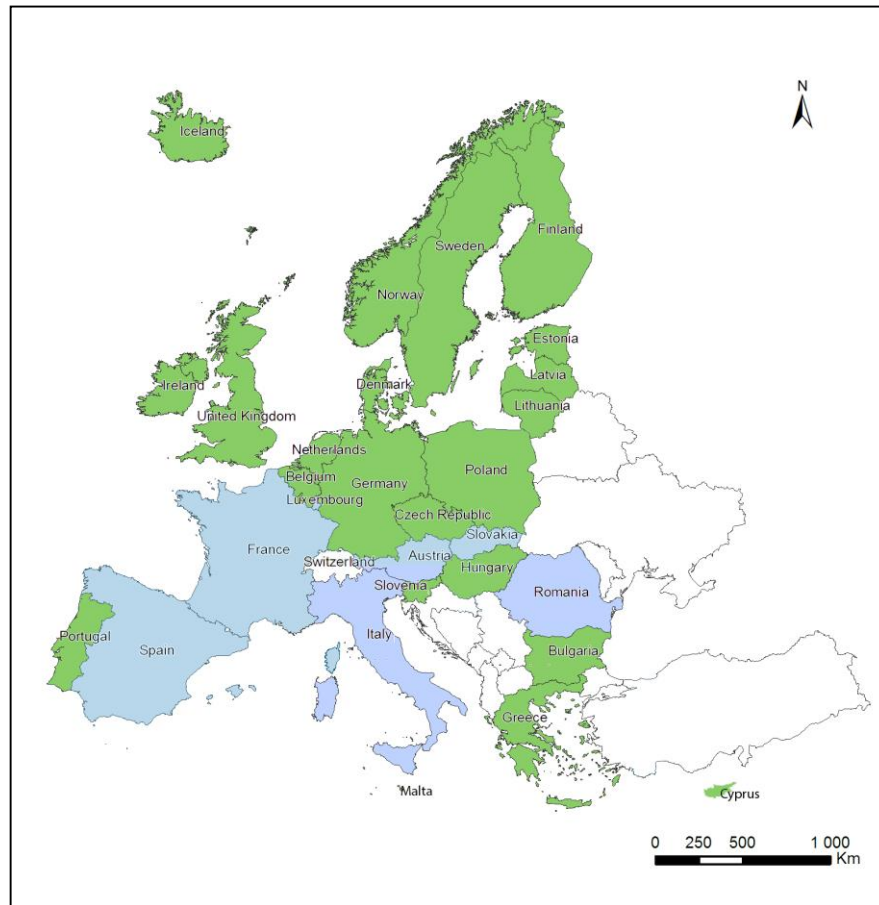 N
Iceland
Finland
Sweden
Norway
Estonia
Latvia
Denmark
Ireland
Lithuania
United Kingdom
Netherlands
Poland
Belgium
Germany
Luxembourg
Czech Republic
Slovakia
France
Austria
Switzerland
Hungary
Slovenia
Romania
Italy
Portugal
Spain
Bulgaria
Greece
Malta
Cyprus
0 250 500 1 000
Km